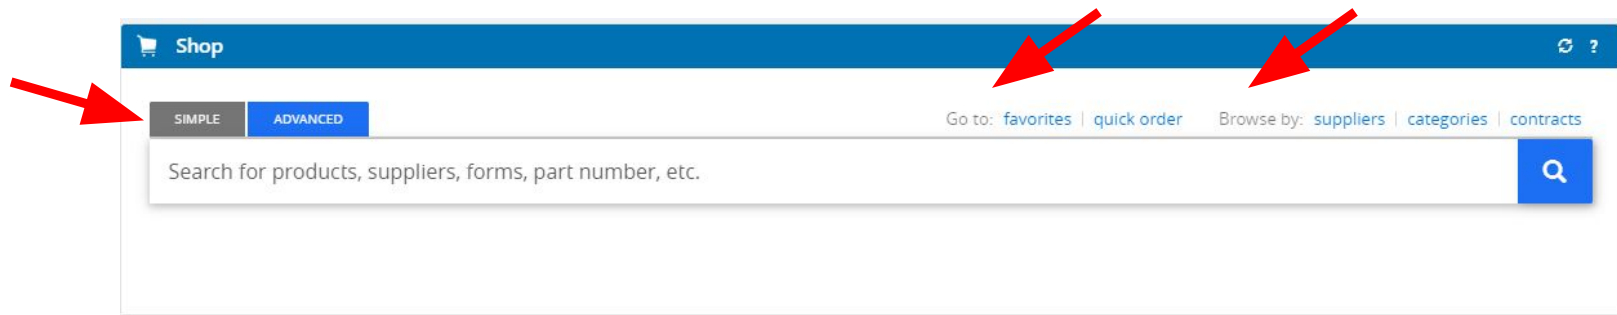 Shop ?
SIMPLE ADVANCED Go to: favorites | quick order Browse by: suppliers | categories | contracts
Search for products, suppliers, forms, part number, etc.